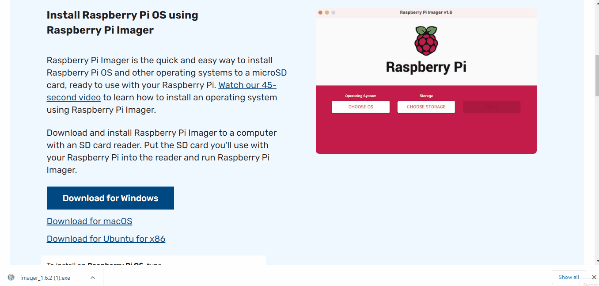 Install Raspberry Pi OS using
Raspberry Pi Imager
Raspberry Pi Imager is the quick and easy way to install
Raspberry Pi OS and other operating systems to a microSD
card, ready to use with your Raspberry Pi. Watch our 45-
second video to learn how to install an operating system
using Raspberry Pi Imager.
Download and install Raspberry Pi Imager to a computer
with an SD card reader. Put the SD card you'll use with
your Raspberry Pi into the reader and run Raspberry Pi
Imager.
Download for Windows
Download for macOS
Download for Ubuntu for x86
To install on Raspberry Pi OS, type
Raspberry Pi Imager v1.6
Raspberry Pi
Operating System
Storage
CHOOSE OS
CHOOSE STORAGE
imager_1.6.2 (1).exe
Show all